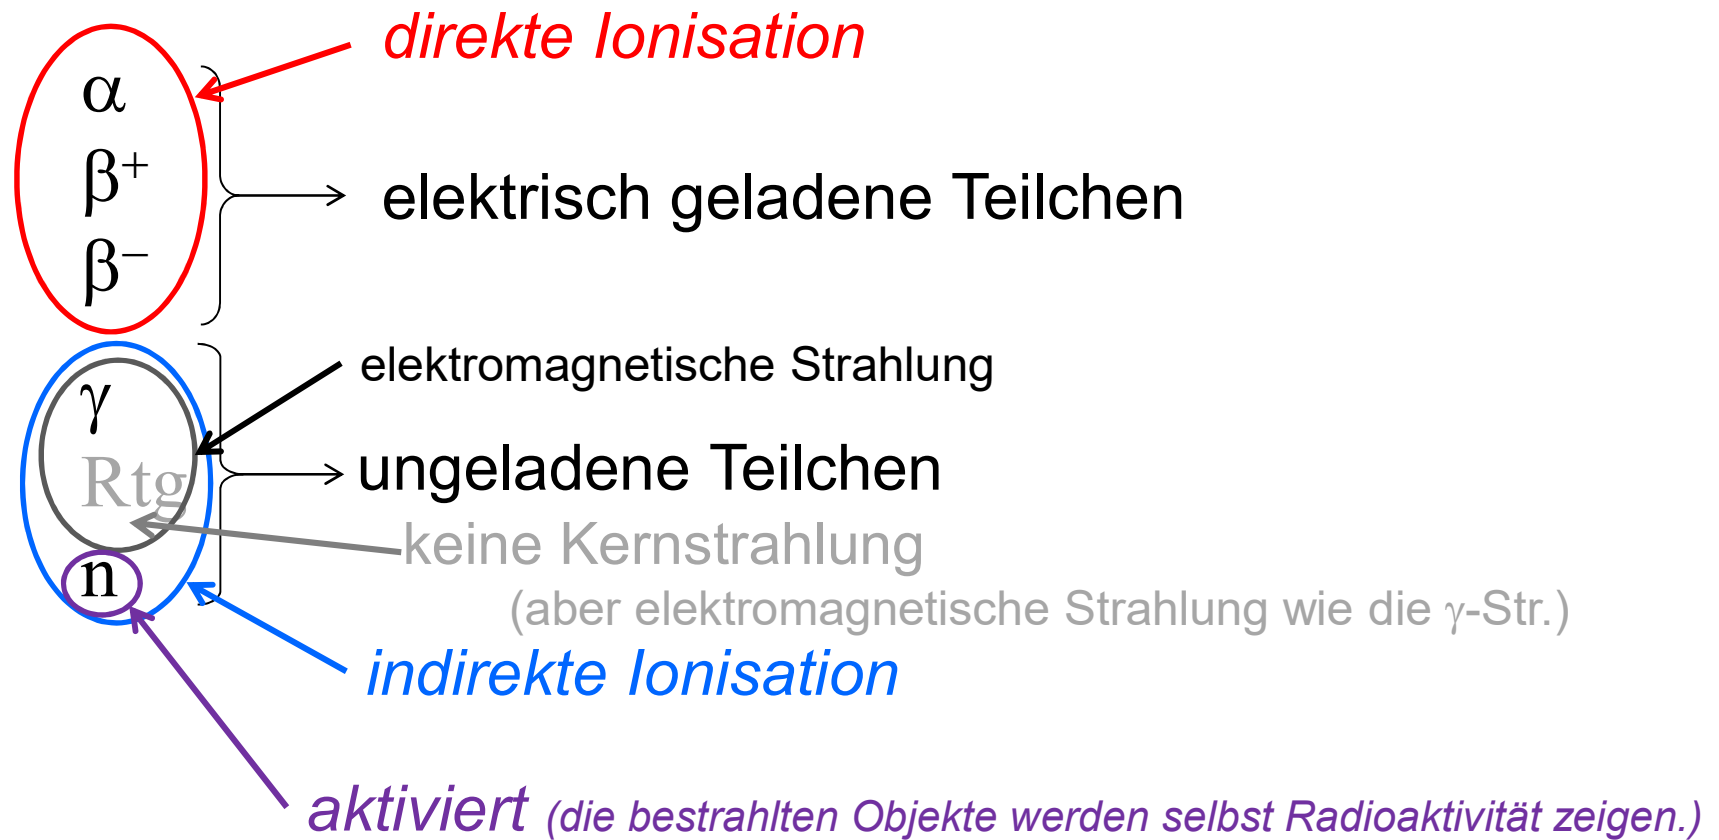 direkte Ionisation
α
β⁺
elektrisch geladene Teilchen
β⁻
elektromagnetische Strahlung
γ
ungeladene Teilchen
Rtg
keine Kernstrahlung
n
(aber elektromagnetische Strahlung wie die γ-Str.)
indirekte Ionisation
aktiviert (die bestrahlten Objekte werden selbst Radioaktivität zeigen.)